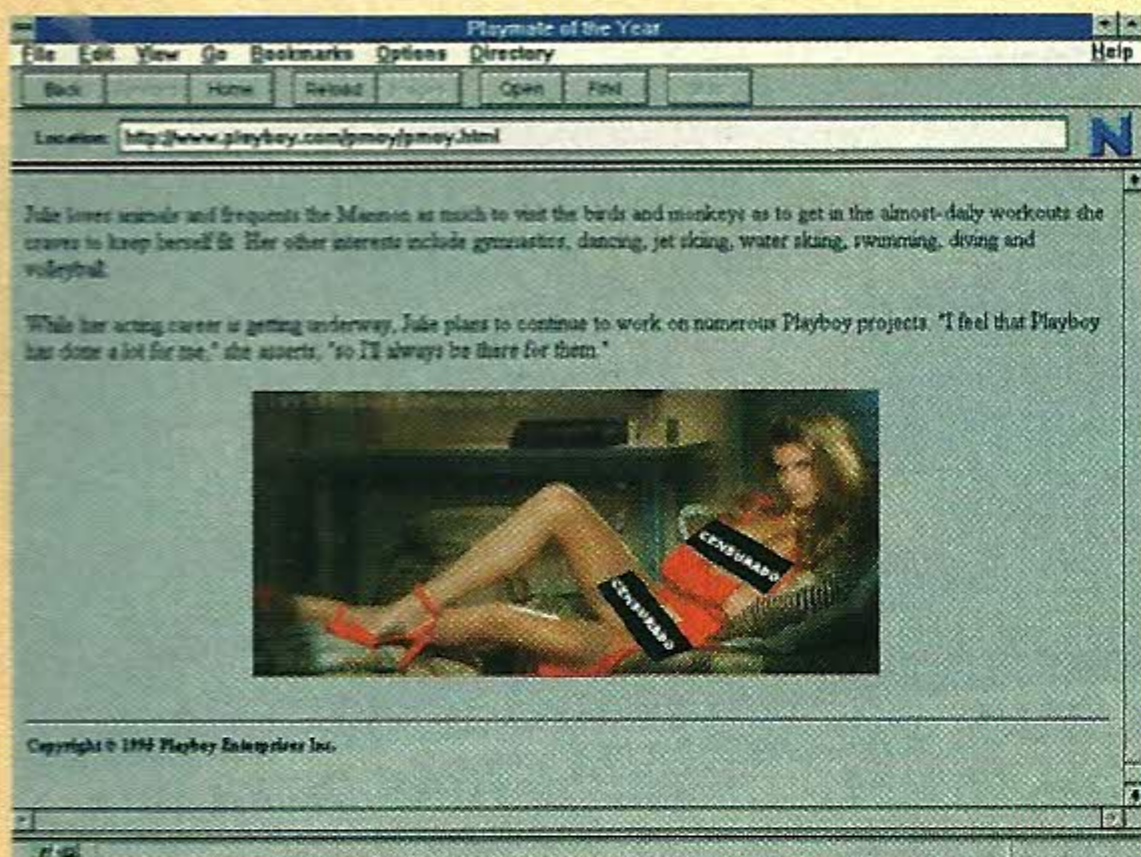 Playmate of the Year
File Edit View Go Bookmarks Options Directory Help
Back Home Reload Open Find
Location: http://www.playboy.com/pmoy/pmoy.html
N
Julie loves animals and frequents the Mansion as much to visit the birds and monkeys as to get in the almost-daily workouts she
craves to keep herself fit. Her other interests include gymnastics, dancing, jet skiing, water skiing, swimming, diving and
volleyball.
While her acting career is getting underway, Julie plans to continue to work on numerous Playboy projects. "I feel that Playboy
has done a lot for me," she asserts, "so I'll always be there for them."
CENSURADO
CENSURADO
Copyright © Playboy Enterprises Inc.